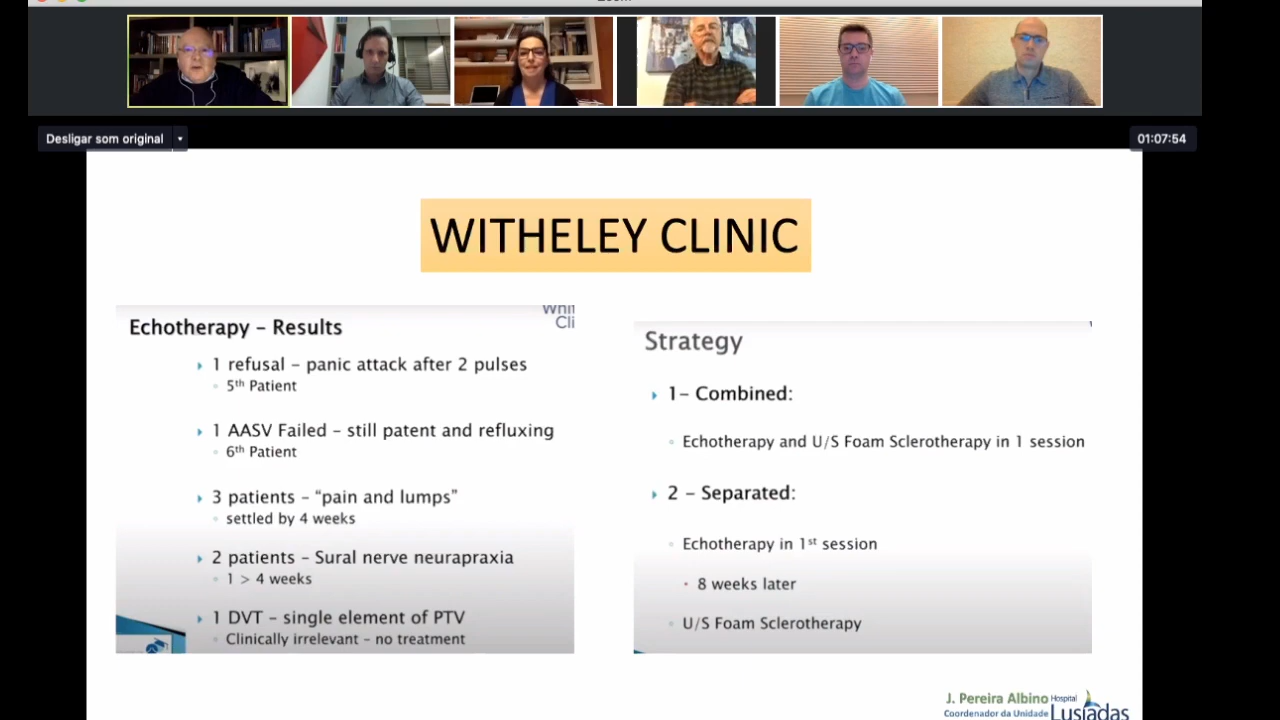 Desligar som original
01:07:54
WITHELEY CLINIC
Whit
Cli
Echotherapy – Results
1 refusal – panic attack after 2 pulses
5th Patient
1 AASV Failed – still patent and refluxing
6th Patient
3 patients – “pain and lumps”
settled by 4 weeks
2 patients – Sural nerve neurapraxia
1 > 4 weeks
1 DVT – single element of PTV
Clinically irrelevant – no treatment
Strategy
1– Combined:
Echotherapy and U/S Foam Sclerotherapy in 1 session
2 – Separated:
Echotherapy in 1st session
8 weeks later
U/S Foam Sclerotherapy
J. Pereira Albino
Coordenador da Unidade
Hospital
Lusíadas